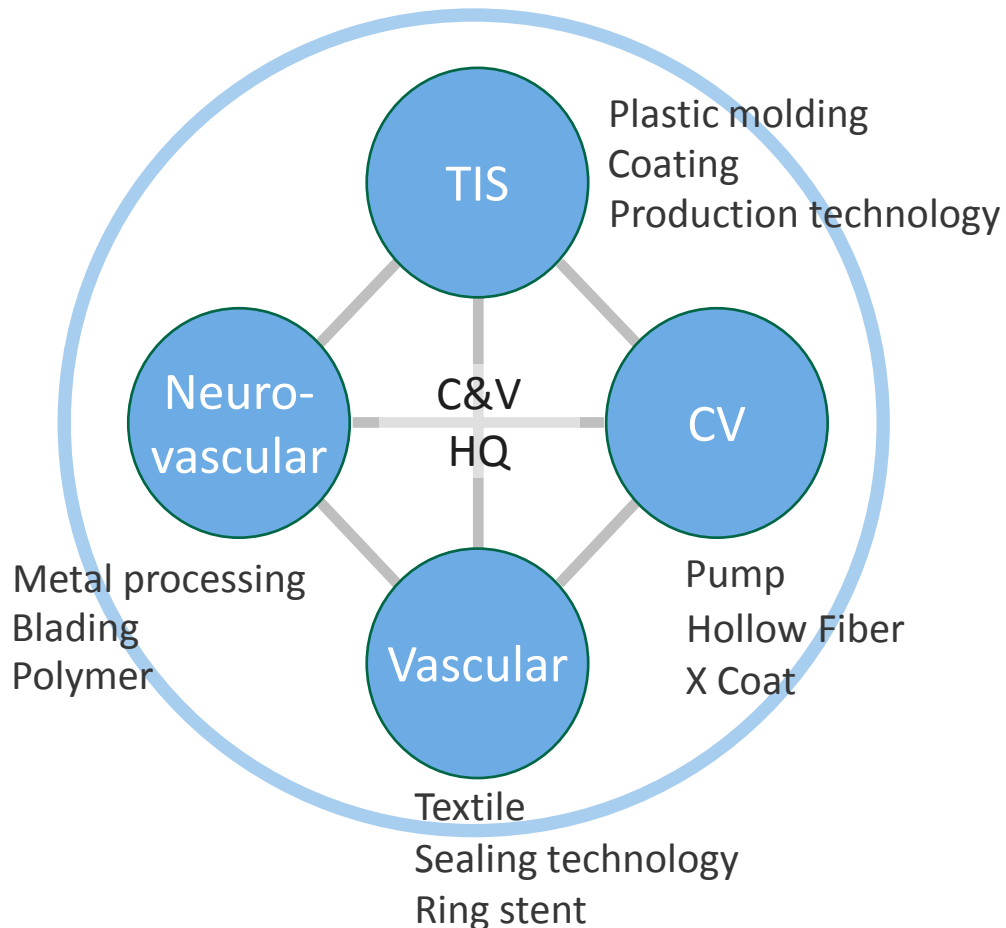 TIS
Plastic molding
Coating
Production technology
Neuro-
vascular
C&V
HQ
CV
Metal processing
Blading
Polymer
Pump
Hollow Fiber
X Coat
Vascular
Textile
Sealing technology
Ring stent